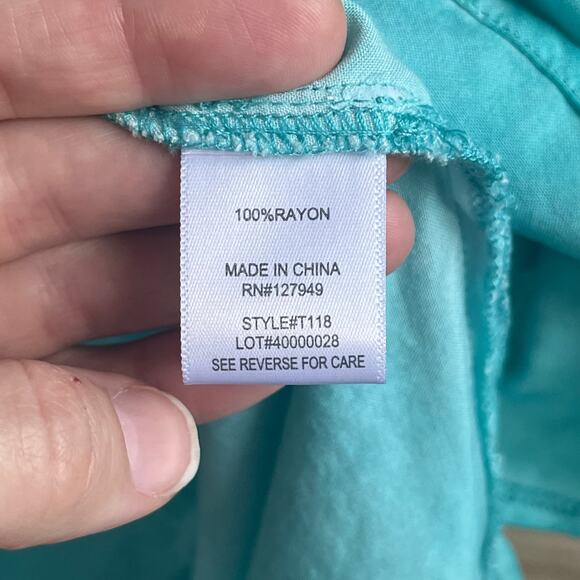 100%RAYON
MADE IN CHINA
RN#127949
STYLE#T118
LOT#40000028
SEE REVERSE FOR CARE